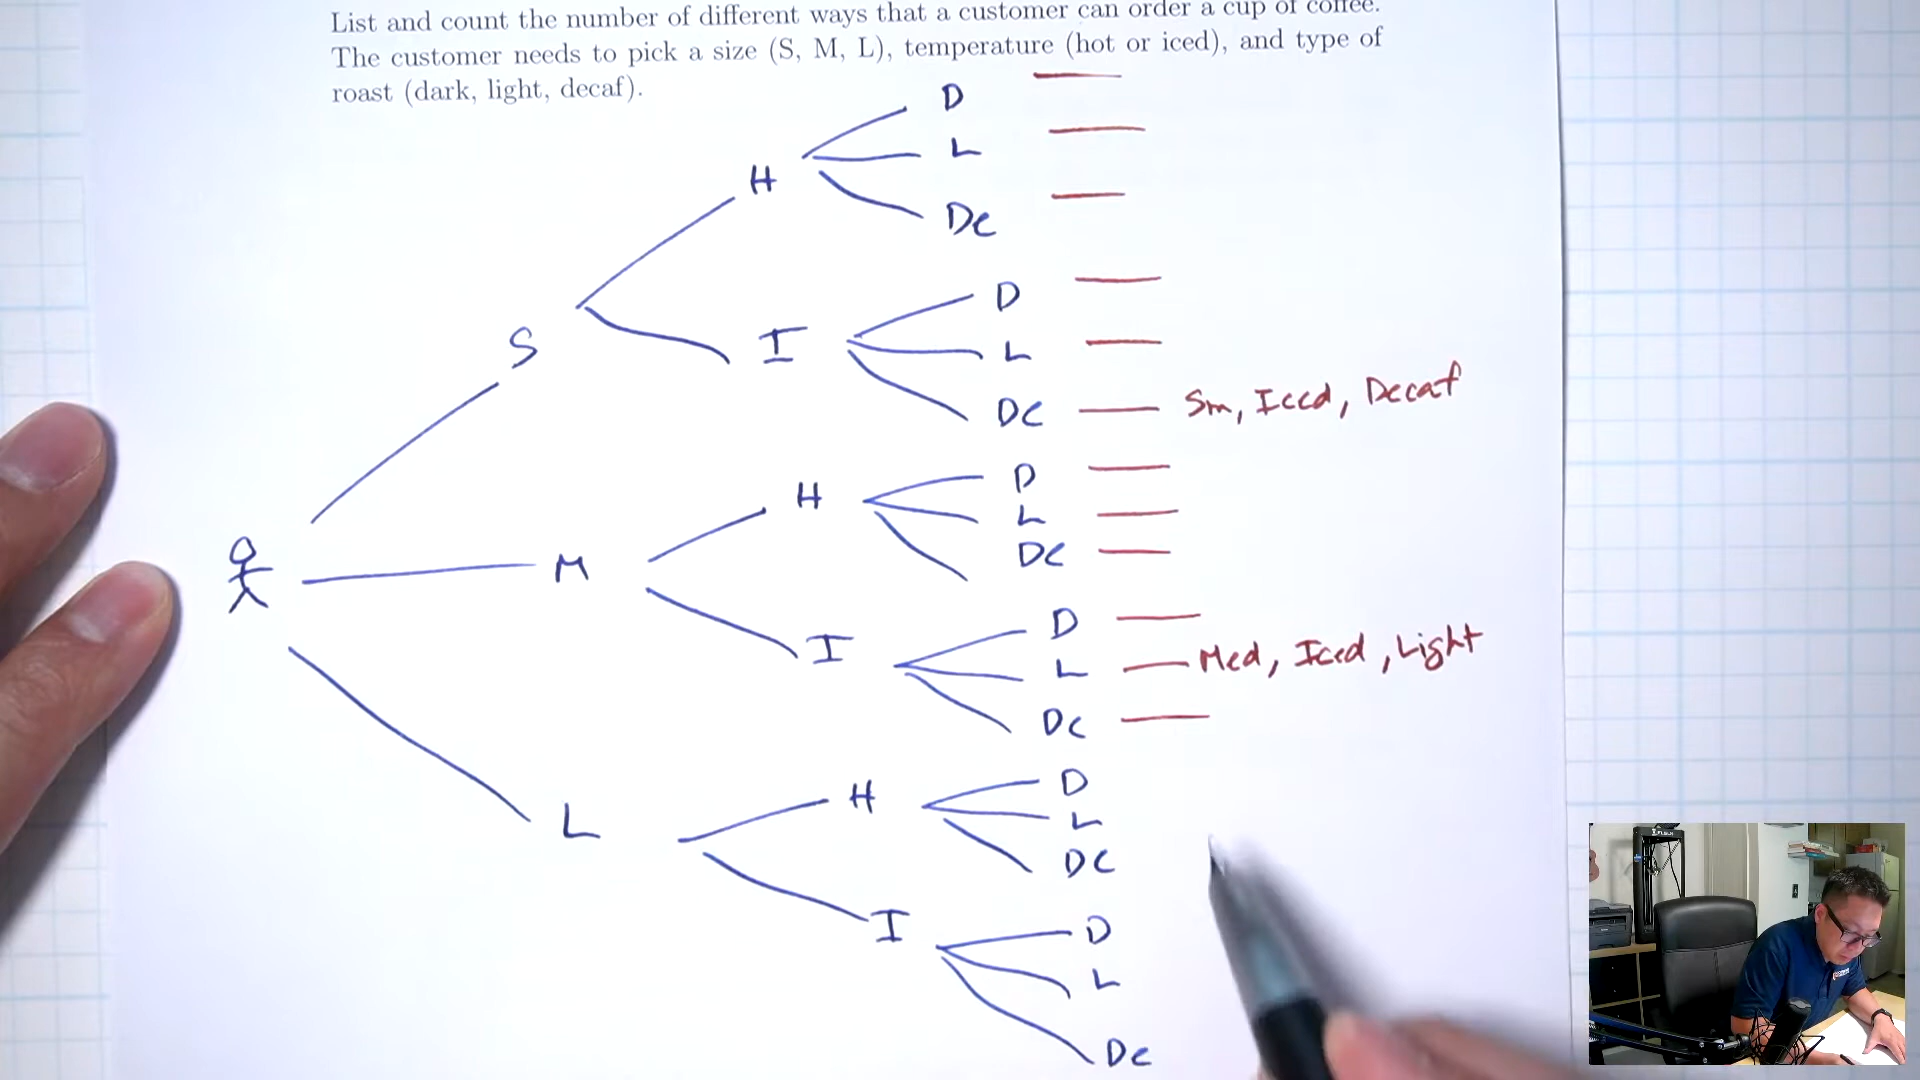 List and count the number of different ways that a customer can order a cup of coffee.
The customer needs to pick a size (S, M, L), temperature (hot or iced), and type of
roast (dark, light, decaf).
D
L
H
DC
D
S
I
L
DC Sm, Iced, Decaf
D
H
L
DC
M
D
I
L Med, Iced, Light
DC
D
H
L
L
DC
I
D
L
DC